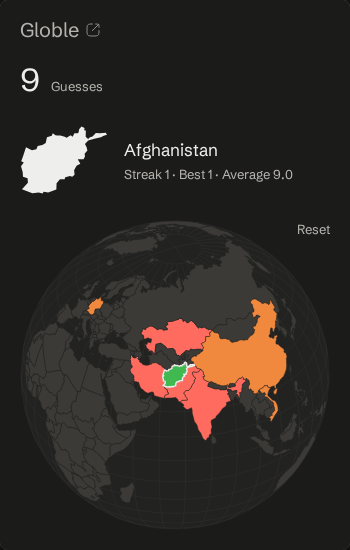 Globle
9 Guesses
Afghanistan
Streak 1 · Best 1 · Average 9.0
Reset